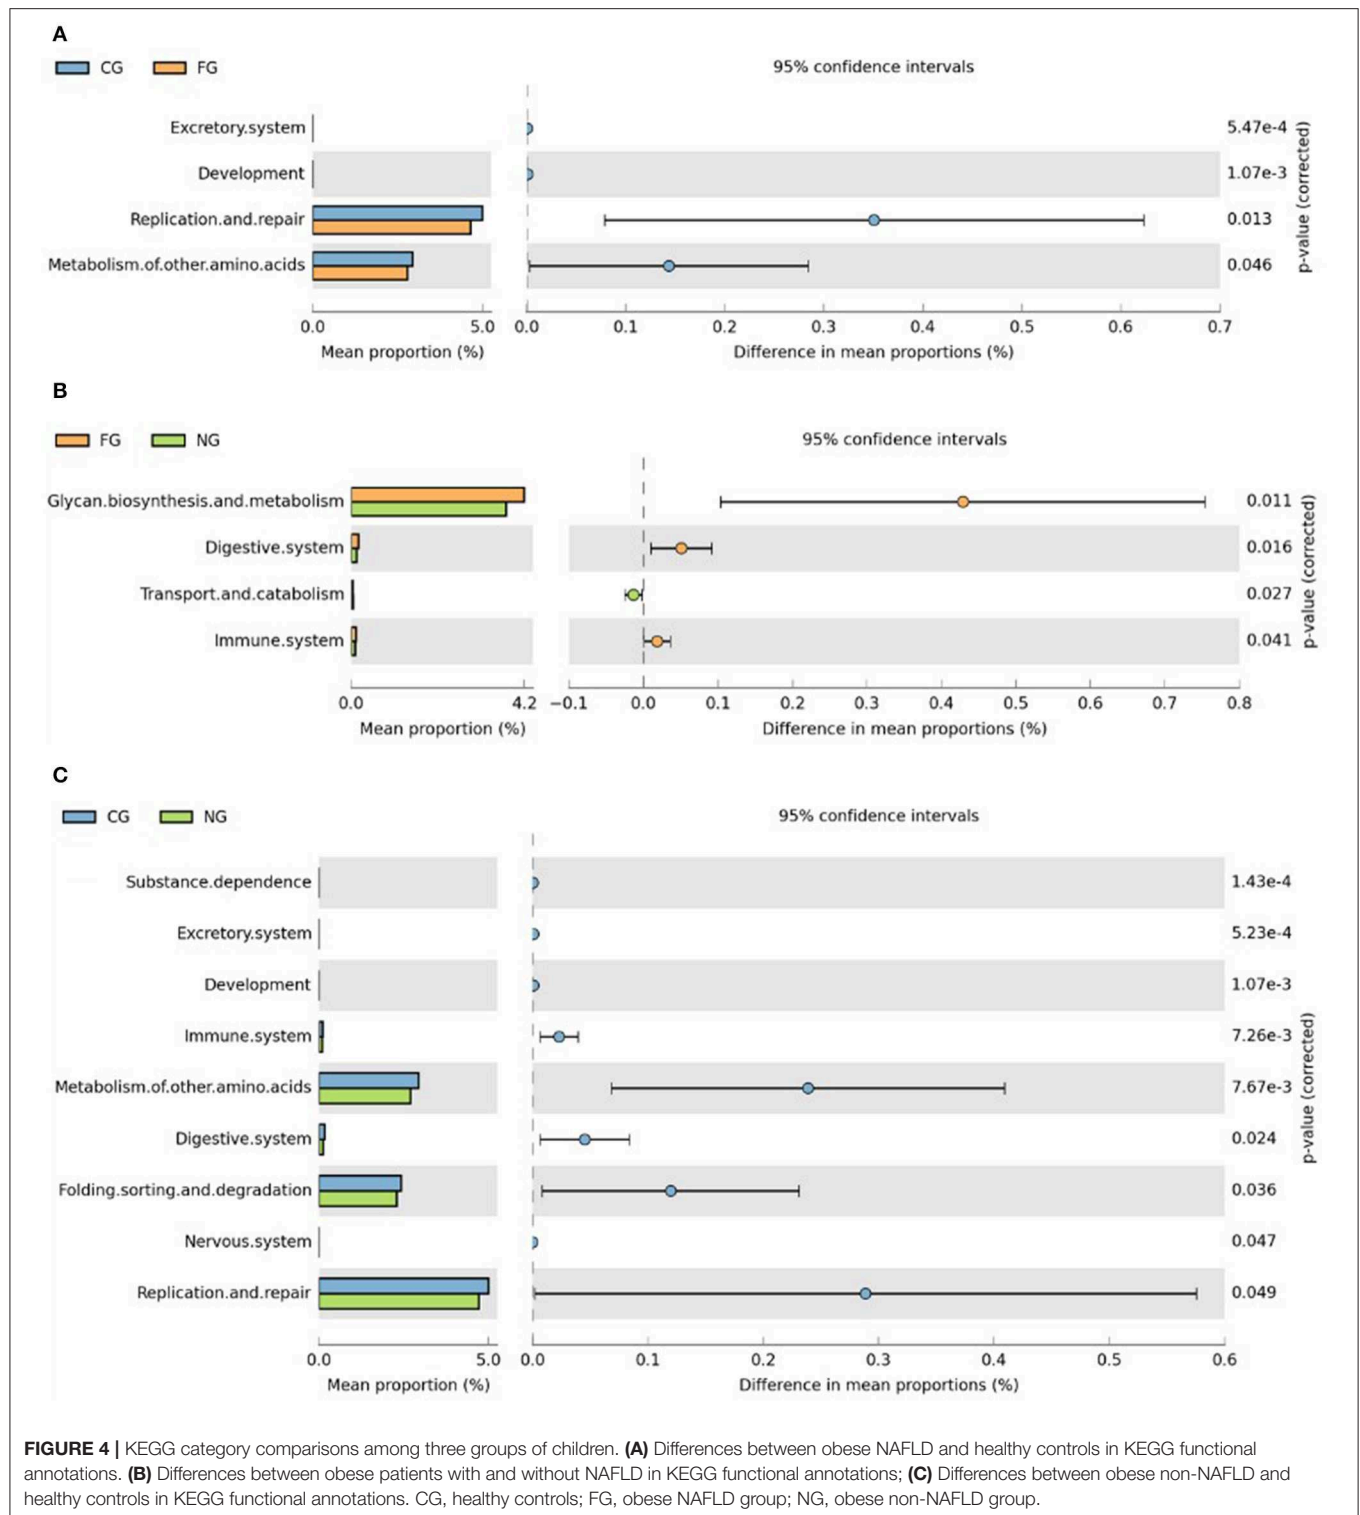 A
CG FG
95% confidence intervals
Excretory.system 5.47e-4
Development 1.07e-3
Replication.and.repair 0.013
Metabolism.of.other.amino.acids 0.046
p-value (corrected)
0.0 5.0 0.0 0.1 0.2 0.3 0.4 0.5 0.6 0.7
Mean proportion (%) Difference in mean proportions (%)
B
FG NG
95% confidence intervals
Glycan.biosynthesis.and.metabolism 0.011
Digestive.system 0.016
Transport.and.catabolism 0.027
Immune.system 0.041
p-value (corrected)
0.0 4.2 −0.1 0.0 0.1 0.2 0.3 0.4 0.5 0.6 0.7 0.8
Mean proportion (%) Difference in mean proportions (%)
C
CG NG
95% confidence intervals
Substance.dependence 1.43e-4
Excretory.system 5.23e-4
Development 1.07e-3
Immune.system 7.26e-3
Metabolism.of.other.amino.acids 7.67e-3
Digestive.system 0.024
Folding.sorting.and.degradation 0.036
Nervous.system 0.047
Replication.and.repair 0.049
p-value (corrected)
0.0 5.0 0.0 0.1 0.2 0.3 0.4 0.5 0.6
Mean proportion (%) Difference in mean proportions (%)
FIGURE 4 | KEGG category comparisons among three groups of children. (A) Differences between obese NAFLD and healthy controls in KEGG functional
annotations. (B) Differences between obese patients with and without NAFLD in KEGG functional annotations; (C) Differences between obese non-NAFLD and
healthy controls in KEGG functional annotations. CG, healthy controls; FG, obese NAFLD group; NG, obese non-NAFLD group.